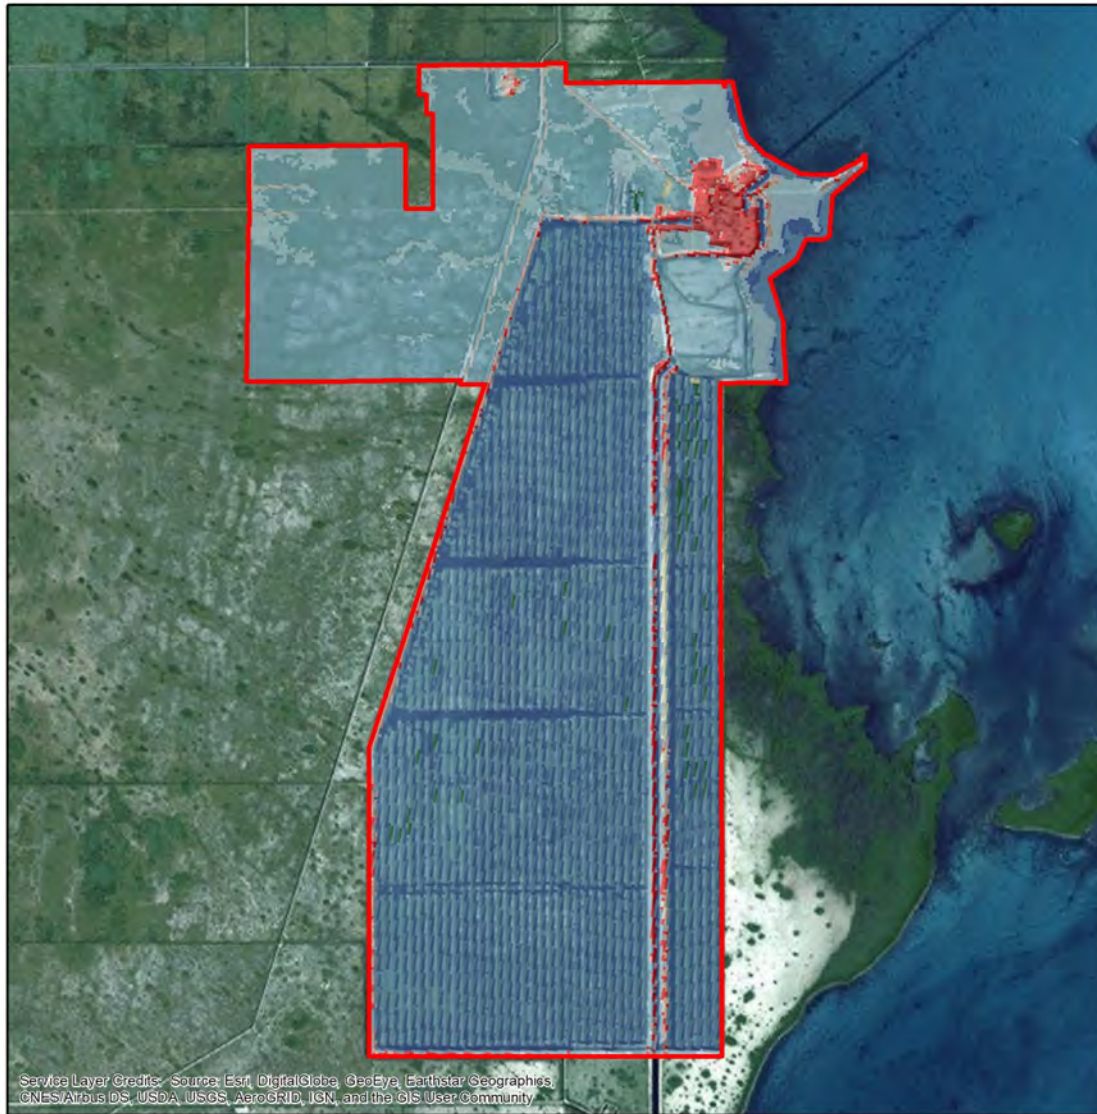 Service Layer Credits: Source: Esri, DigitalGlobe, GeoEye, Earthstar Geographics,
CNES/Airbus DS, USDA, USGS, AeroGRID, IGN, and the GIS User Community